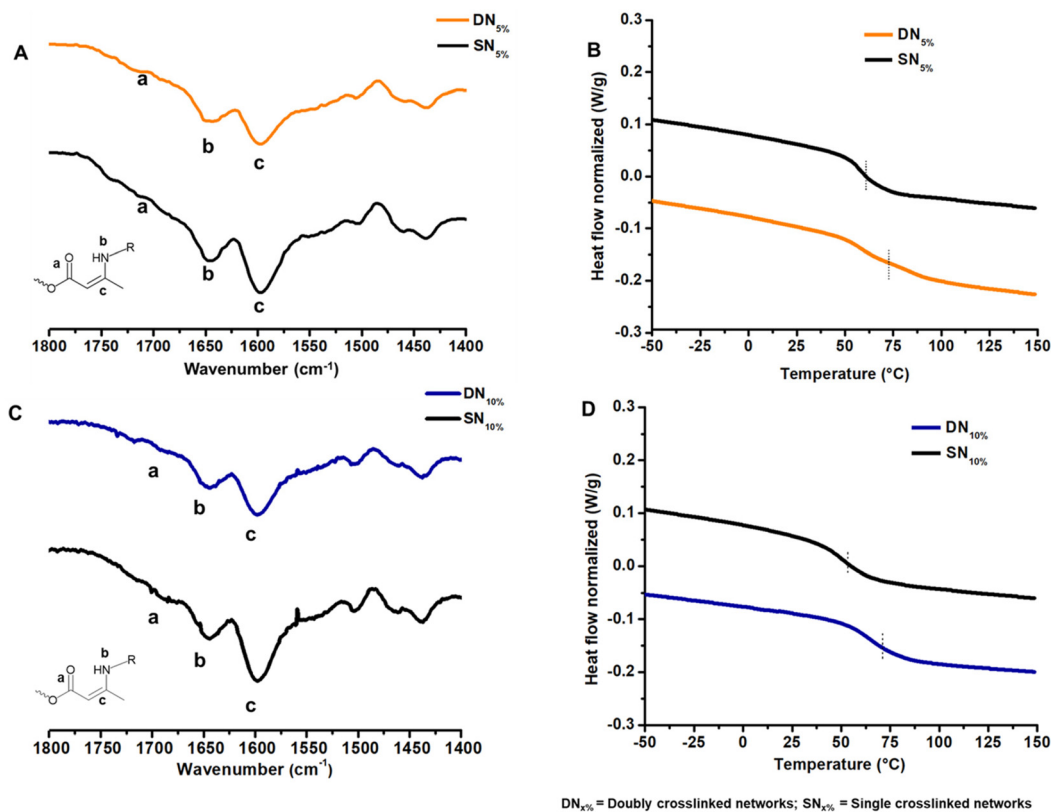 A
DN5%
SN5%
a
b
c
a
b
c
b
HN R
a O
O
c
1800 1750 1700 1650 1600 1550 1500 1450 1400
Wavenumber (cm-1)
B
DN5%
SN5%
Heat flow normalized (W/g)
0.3
0.2
0.1
0.0
-0.1
-0.2
-0.3
-50 -25 0 25 50 75 100 125 150
Temperature (°C)
C
DN10%
SN10%
a
b
c
a
b
c
b
HN R
a O
O
c
1800 1750 1700 1650 1600 1550 1500 1450 1400
Wavenumber (cm-1)
D
DN10%
SN10%
Heat flow normalized (W/g)
0.3
0.2
0.1
0.0
-0.1
-0.2
-0.3
-50 -25 0 25 50 75 100 125 150
Temperature (°C)
DNx% = Doubly crosslinked networks; SNx% = Single crosslinked networks